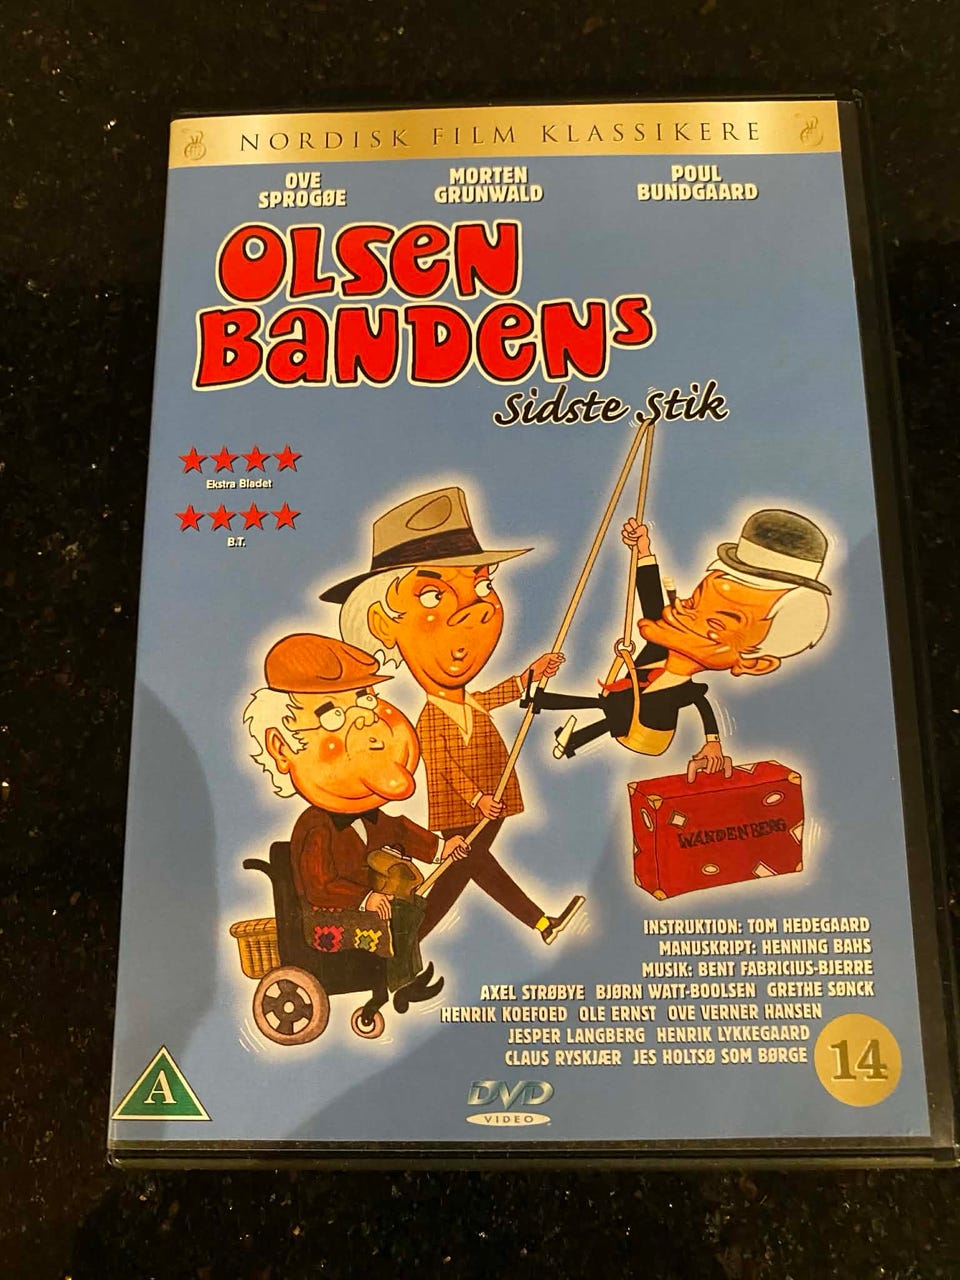 NORDISK FILM KLASSIKERE
OVE SPROGØE
MORTEN GRUNWALD
POUL BUNDGAARD
OLSEN
BANDENS
sidste stik
Ekstra Bladet
B.T.
WANDENBERG
INSTRUKTION: TOM HEDEGAARD
MANUSKRIPT: HENNING BAHS
MUSIK: BENT FABRICIUS-BJERRE
AXEL STRØBYE BJØRN WATT-BOOLSEN GRETHE SØNCK
HENRIK KOEFOED OLE ERNST OVE VERNER HANSEN
JESPER LANGBERG HENRIK LYKKEGAARD
CLAUS RYSKJÆR JES HOLTSØ SOM BØRGE
14
A
DVD
VIDEO